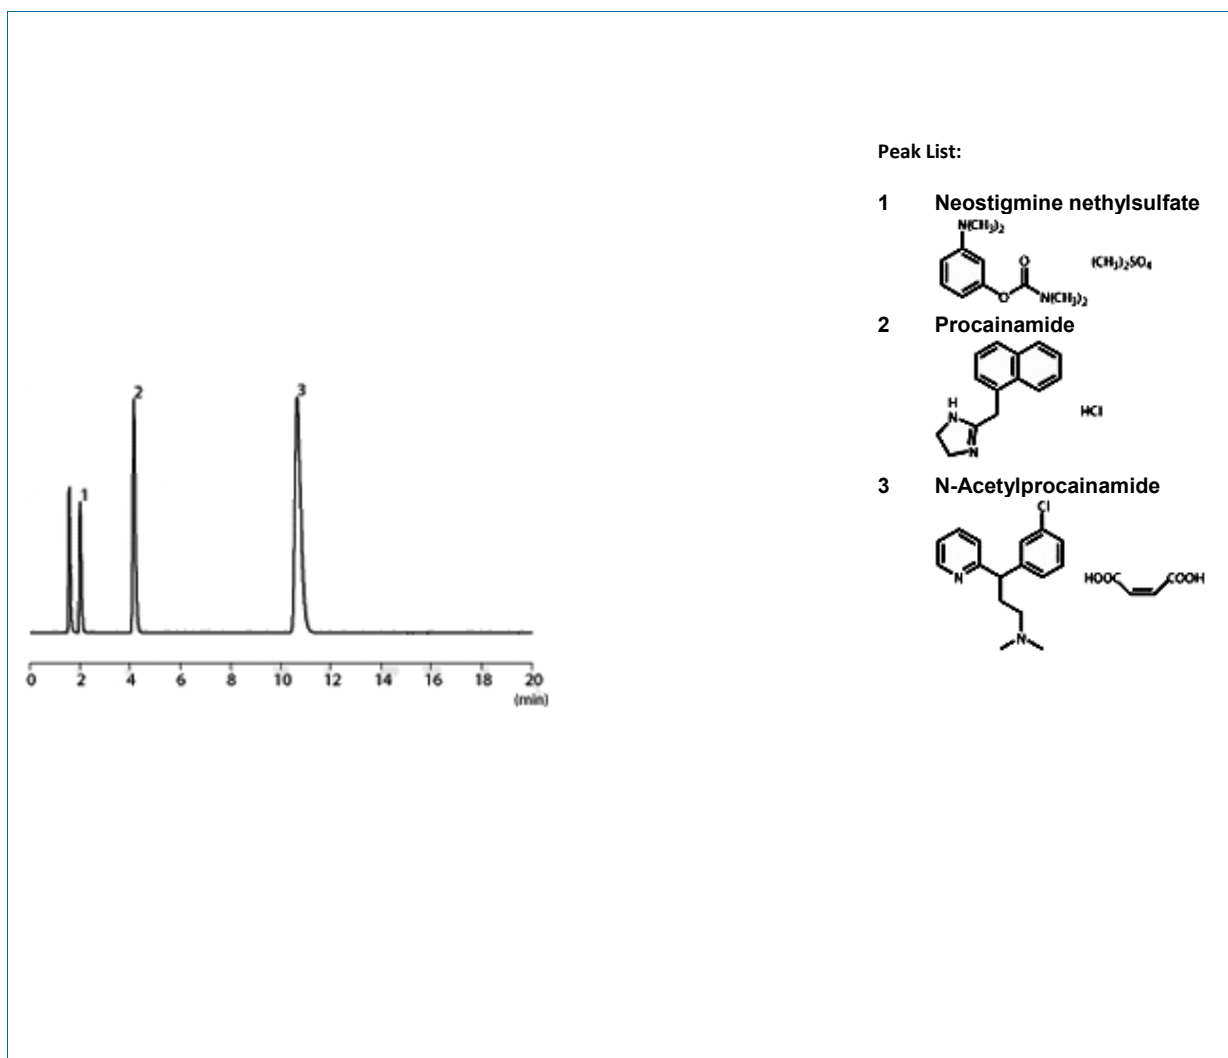 Peak List:
1 Neostigmine nethylsulfate
N(CH₃)₂
O
(CH₃)₂SO₄
O
N(CH₃)₂
2 Procainamide
H
N
N
HCl
3 N-Acetylprocainamide
Cl
N
HOOC COOH
N
1
2
3
0 2 4 6 8 10 12 14 16 18 20
(min)